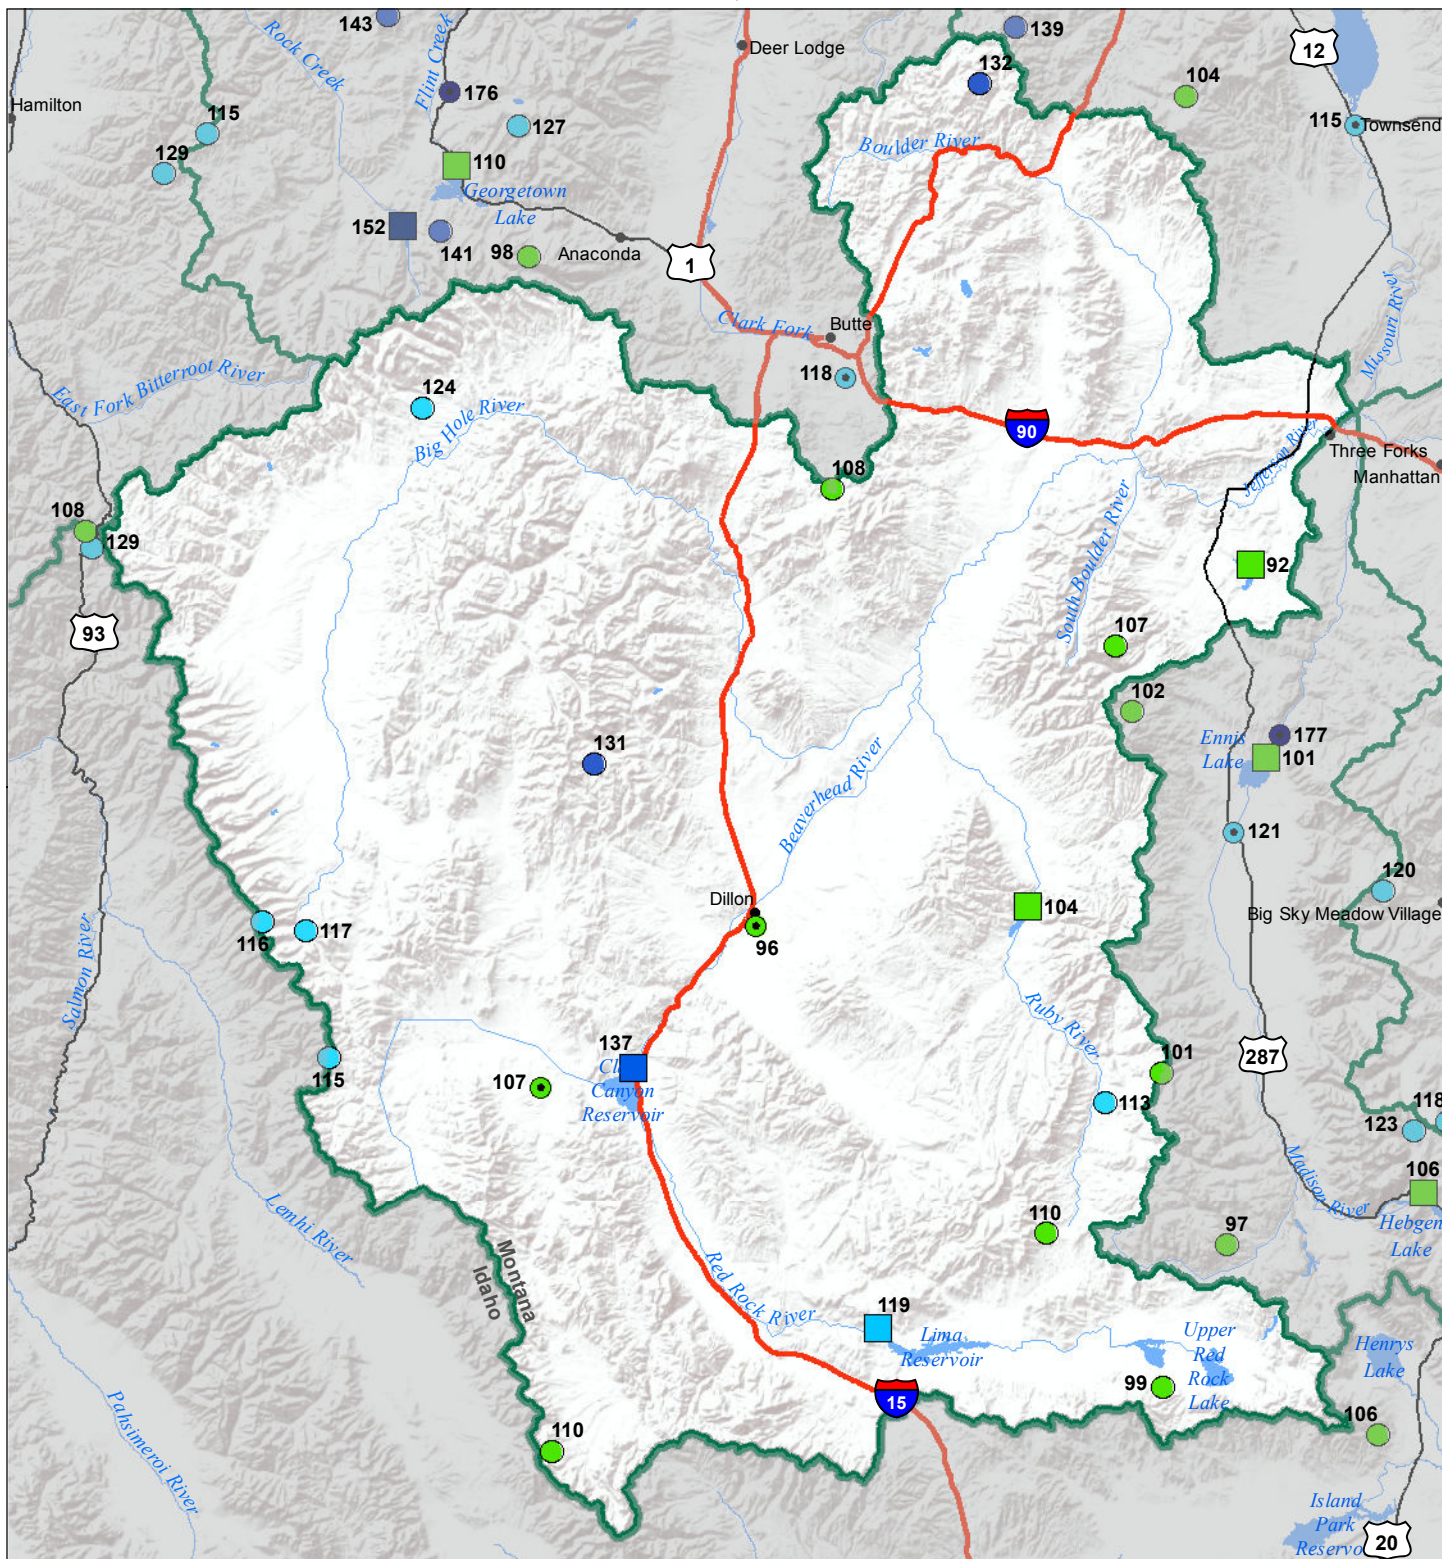 143
Rock Creek
Flint Creek
Deer Lodge
139
12
132
104
Hamilton
176
115
127
115
Townsend
129
110
Georgetown
Lake
Boulder River
152
141
98
Anaconda
1
Missouri River
Clark Fork
Butte
118
East Fork Bitterroot River
124
Big Hole River
90
Three Forks
Manhattan
Jefferson River
108
108
129
South Boulder River
92
93
107
102
177
Ennis
Lake
101
131
Beaverhead River
121
120
Dillon
96
104
Big Sky Meadow Village
116
117
Salmon River
Ruby River
137
Canyon
Reservoir
115
107
101
287
113
118
123
Madison River
106
Hebgen
Lake
Lemhi River
110
97
Montana
Idaho
Red Rock River
119
Lima
Reservoir
Upper
Red
Rock
Lake
Henrys
Lake
99
15
106
110
Pahsimeroi River
Island
Park
20